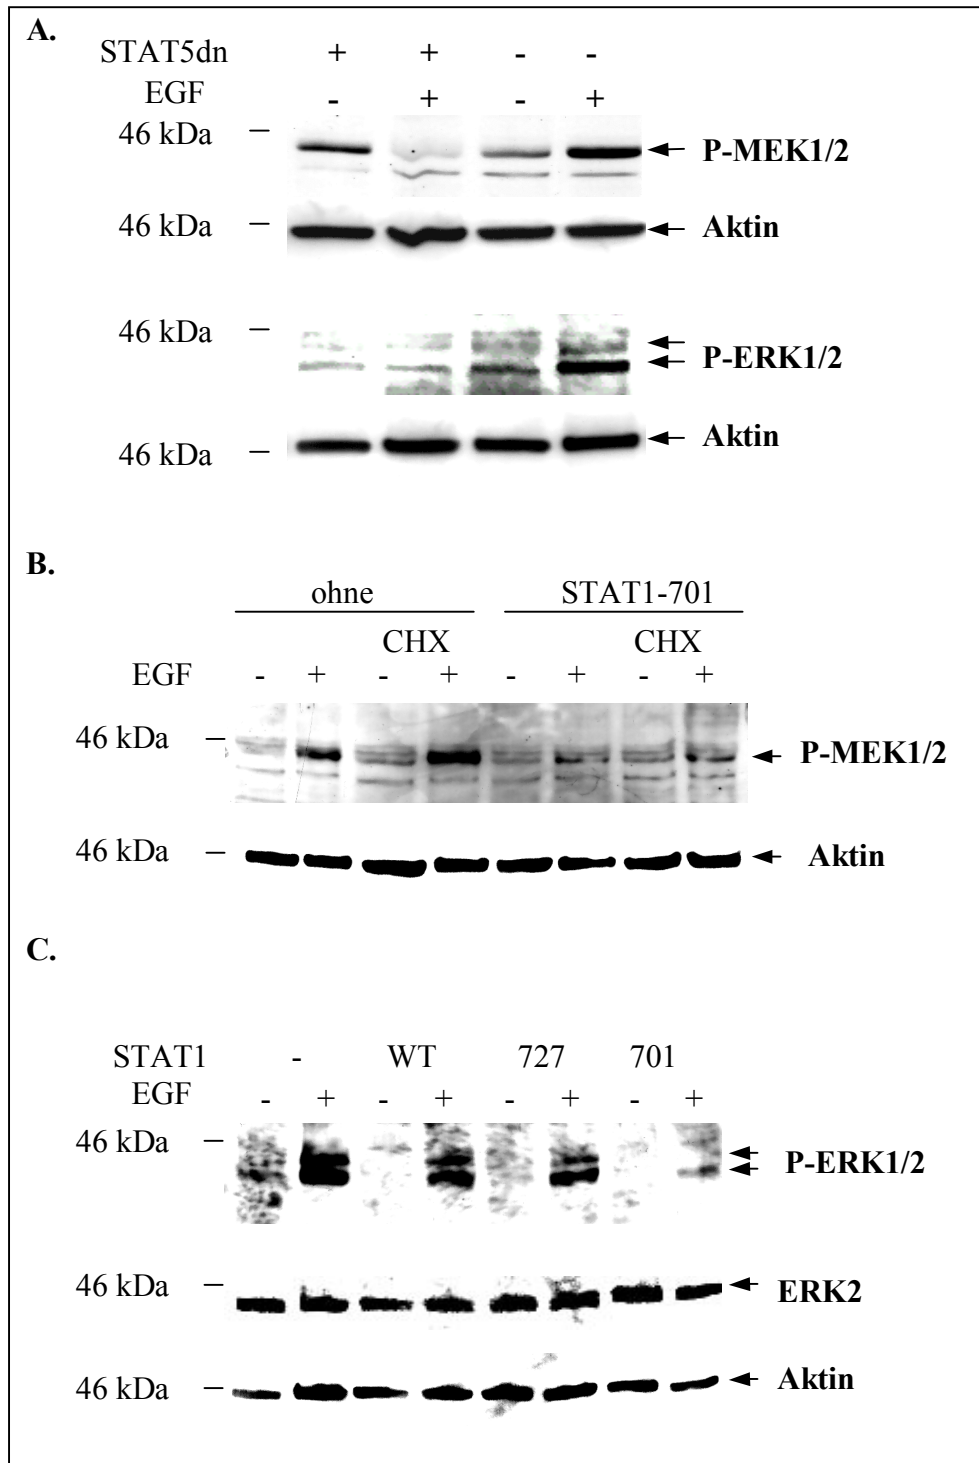 A.
STAT5dn + + - -
EGF - + - +
46 kDa – P-MEK1/2
46 kDa – Aktin
46 kDa – P-ERK1/2
46 kDa – Aktin
B.
ohne STAT1-701
CHX CHX
EGF - + - + - + - +
46 kDa – P-MEK1/2
46 kDa – Aktin
C.
STAT1 - WT 727 701
EGF - + - + - + - +
46 kDa – P-ERK1/2
46 kDa – ERK2
46 kDa – Aktin